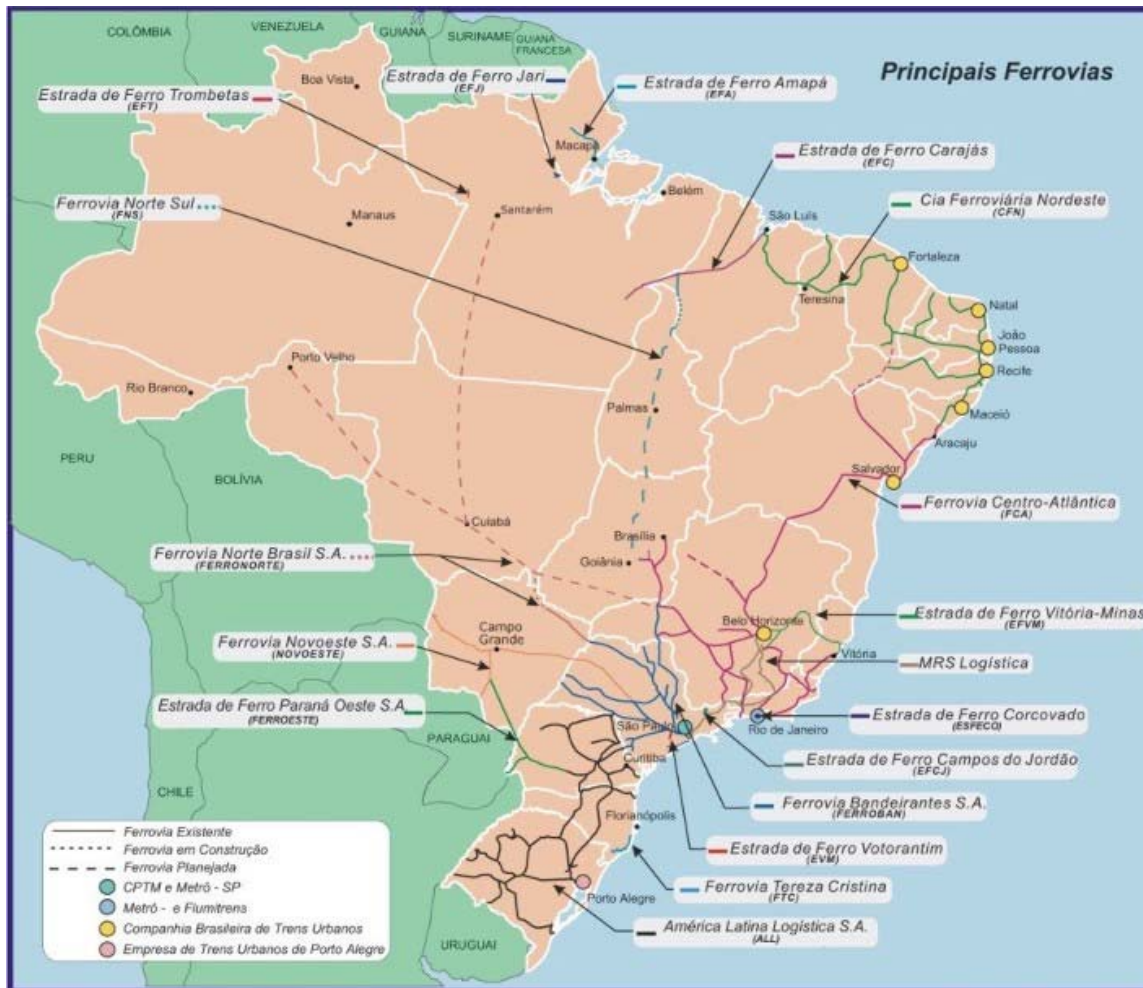 Principais Ferrovias
COLÔMBIA
VENEZUELA
GUIANA
SURINAME
GUIANA
FRANCESA
Boa Vista
Estrada de Ferro Jari
(EFJ)
Estrada de Ferro Amapá
(EFA)
Estrada de Ferro Trombetas
(EFT)
Macapá
Estrada de Ferro Carajás
(EFC)
Belém
Ferrovia Norte Sul
(FNS)
Manaus
Santarém
São Luís
Cia Ferroviária Nordeste
(CFN)
Fortaleza
Teresina
Natal
João
Pessoa
Porto Velho
Recife
Rio Branco
Palmas
Maceió
Aracaju
PERU
BOLÍVIA
Salvador
Ferrovia Centro-Atlântica
(FCA)
Cuiabá
Brasília
Ferrovia Norte Brasil S.A.
(FERRONORTE)
Goiânia
Estrada de Ferro Vitória-Minas
(EFVM)
Belo Horizonte
Campo
Grande
Ferrovia Novoeste S.A.
(NOVOESTE)
Vitória
MRS Logística
Estrada de Ferro Paraná Oeste S.A
(FERROESTE)
PARAGUAI
São Paulo
Rio de Janeiro
Estrada de Ferro Corcovado
(ESFECO)
Curitiba
Estrada de Ferro Campos do Jordão
(EFCJ)
CHILE
Ferrovia Bandeirantes S.A.
(FERROBAN)
Florianópolis
Estrada de Ferro Votorantim
(EVM)
Ferrovia Tereza Cristina
(FTC)
Porto Alegre
América Latina Logística S.A.
(ALL)
URUGUAI
Ferrovia Existente
Ferrovia em Construção
Ferrovia Planejada
CPTM e Metrô - SP
Metrô - e Flumitrens
Companhia Brasileira de Trens Urbanos
Empresa de Trens Urbanos de Porto Alegre